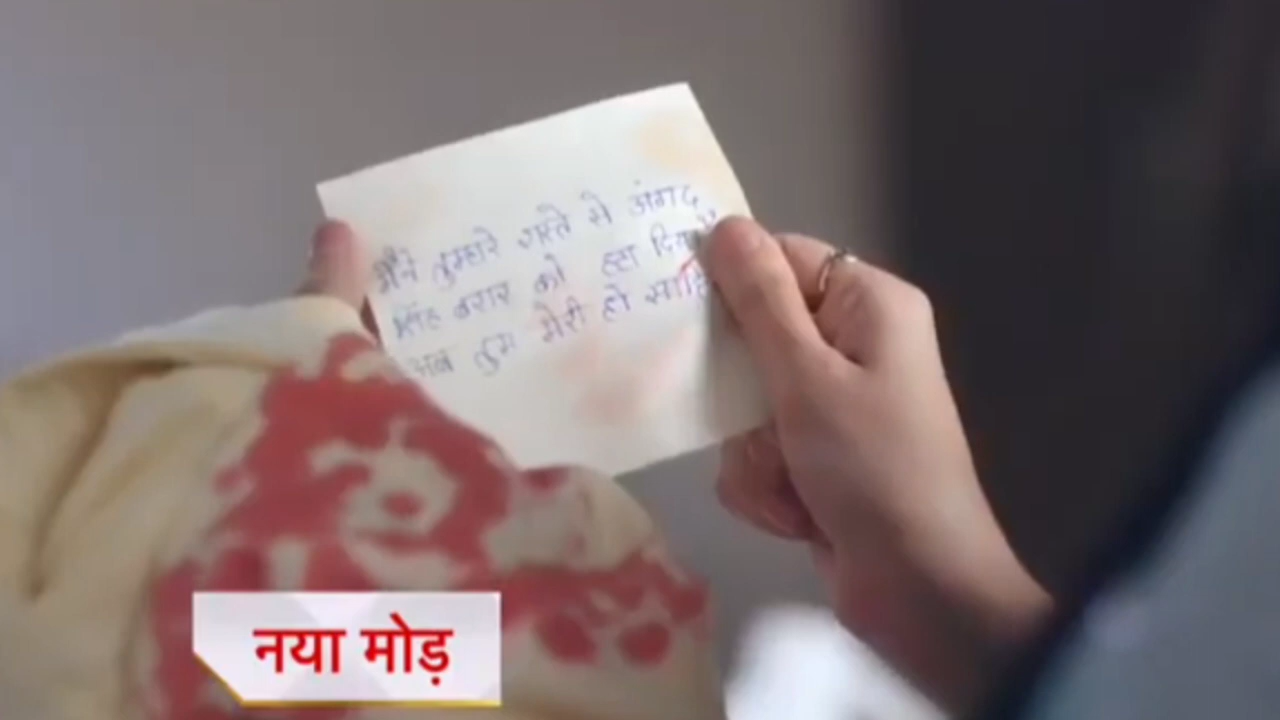 मैंने तुम्हारे रास्ते से अंगद
सिंह बरार को हटा दिया
अब तुम मेरी हो साहि
नया मोड़